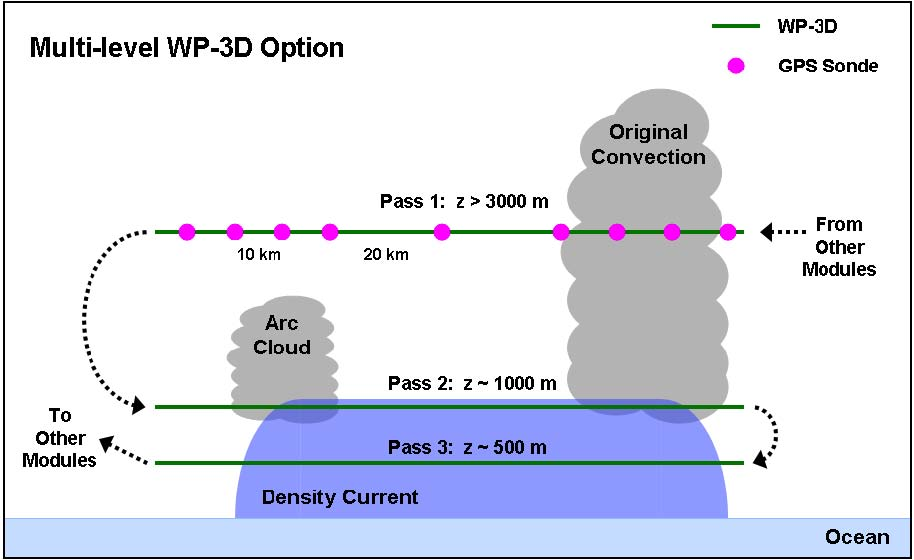 Multi-level WP-3D Option
WP-3D
GPS Sonde
Original
Convection
Pass 1:  z > 3000 m
From
Other
Modules
10 km
20 km
Arc
Cloud
Pass 2:  z ~ 1000 m
To
Other
Modules
Pass 3:  z ~ 500 m
Density Current
Ocean